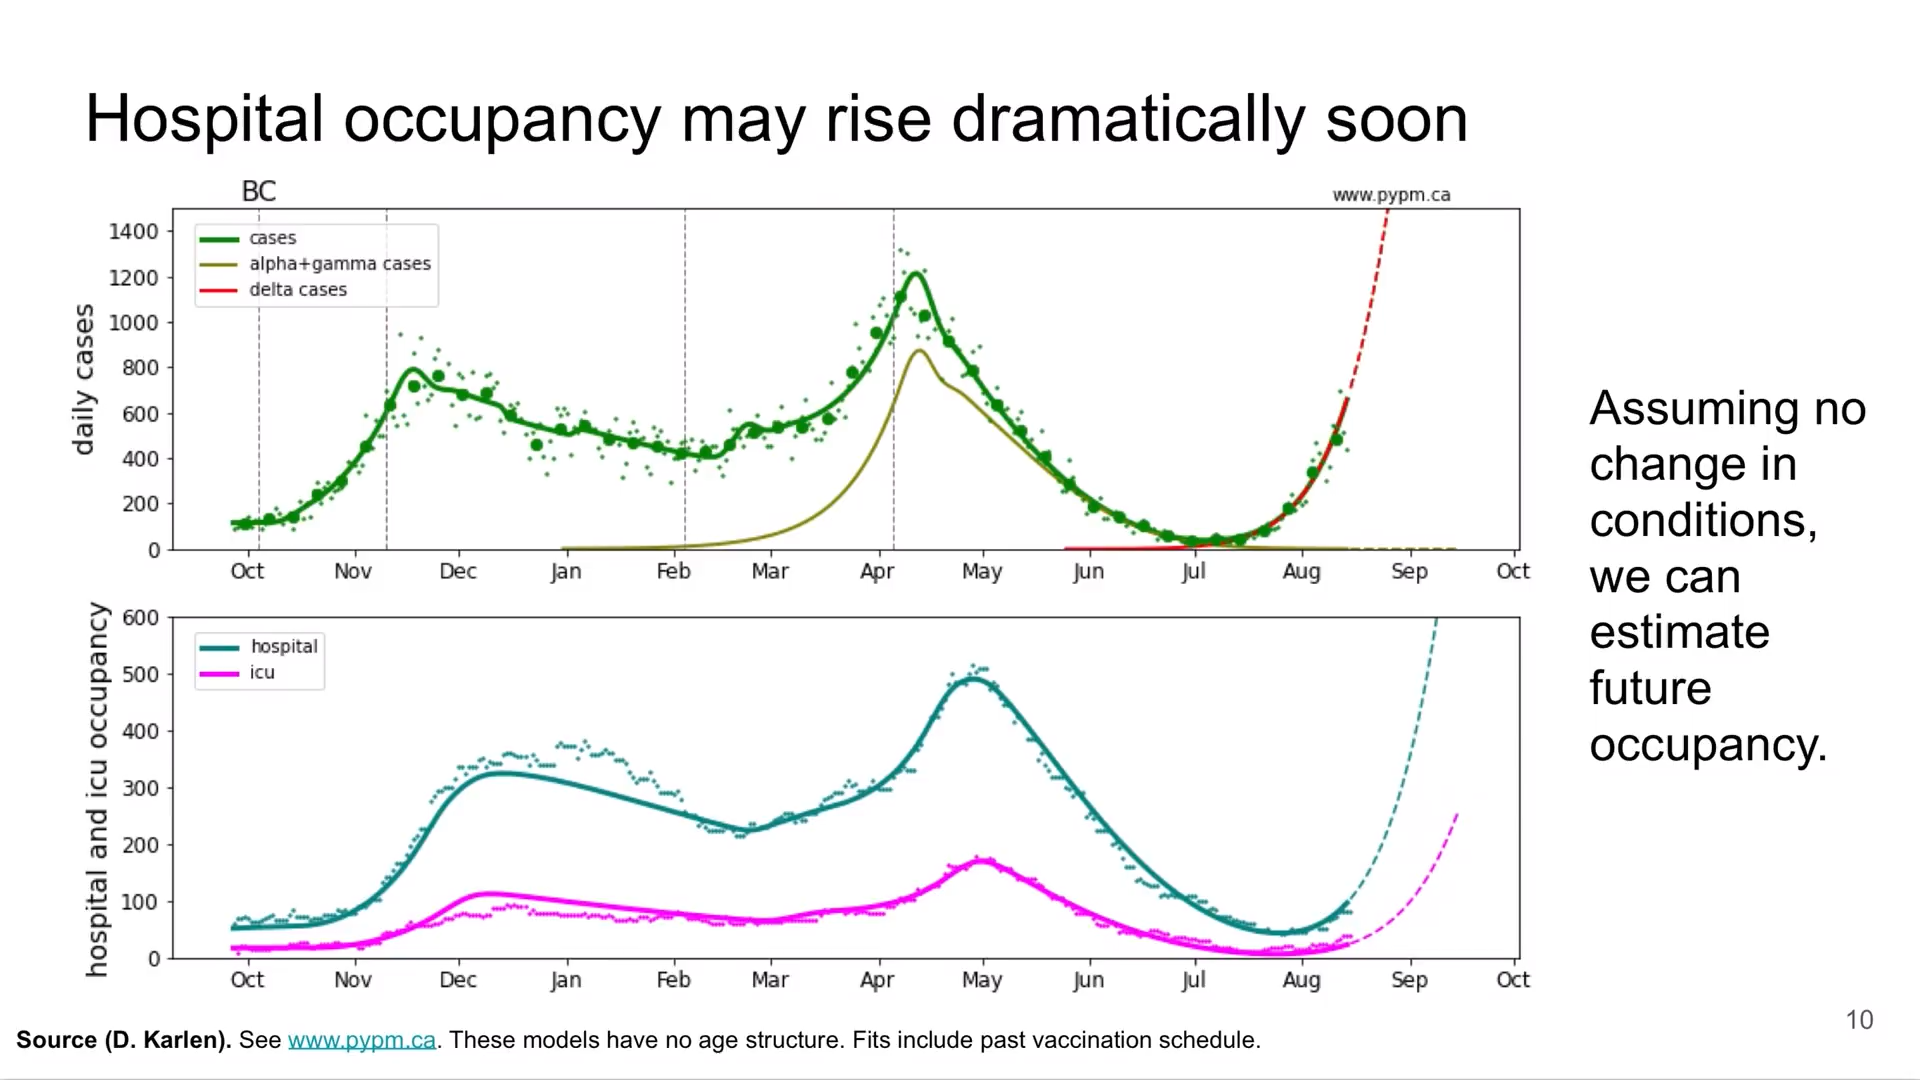 Hospital occupancy may rise dramatically soon
BC
www.pypm.ca
daily cases
1400
1200
1000
800
600
400
200
0
cases
alpha+gamma cases
delta cases
Oct Nov Dec Jan Feb Mar Apr May Jun Jul Aug Sep Oct
hospital and icu occupancy
600
500
400
300
200
100
0
hospital
icu
Oct Nov Dec Jan Feb Mar Apr May Jun Jul Aug Sep Oct
Assuming no
change in
conditions,
we can
estimate
future
occupancy.
Source (D. Karlen). See www.pypm.ca. These models have no age structure. Fits include past vaccination schedule.
10